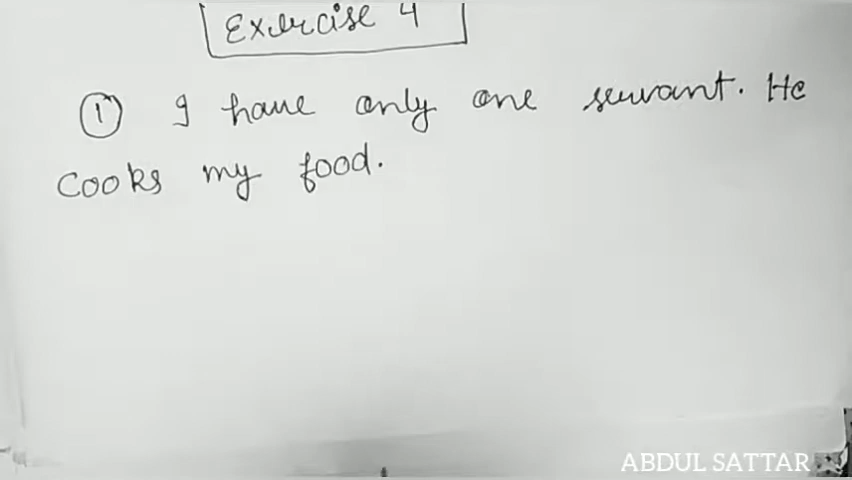 Exercise 4
① I have only one servant. He
cooks my food.
ABDUL SATTAR